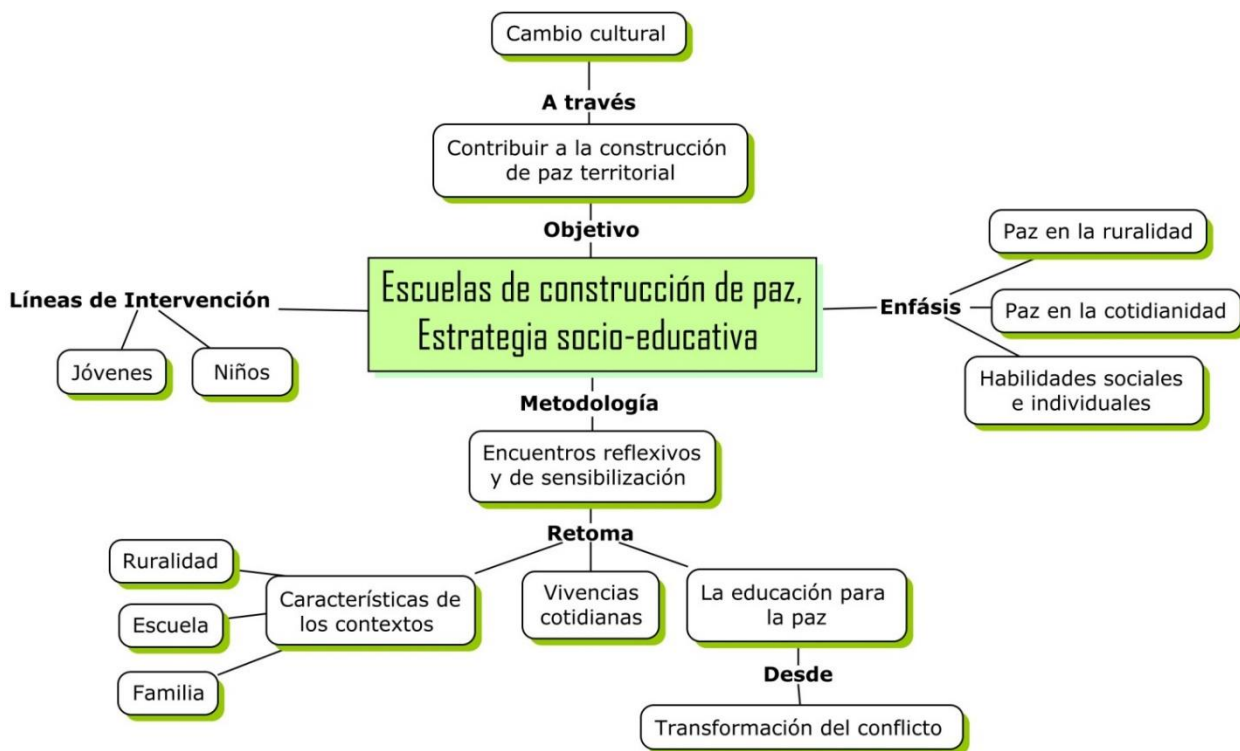 Cambio cultural
A través
Contribuir a la construcción
de paz territorial
Objetivo
Escuelas de construcción de paz,
Estrategia socio-educativa
Líneas de Intervención
Jóvenes
Niños
Enfásis
Paz en la ruralidad
Paz en la cotidianidad
Habilidades sociales
e individuales
Metodología
Encuentros reflexivos
y de sensibilización
Retoma
Características de
los contextos
Ruralidad
Escuela
Familia
Vivencias
cotidianas
La educación para
la paz
Desde
Transformación del conflicto